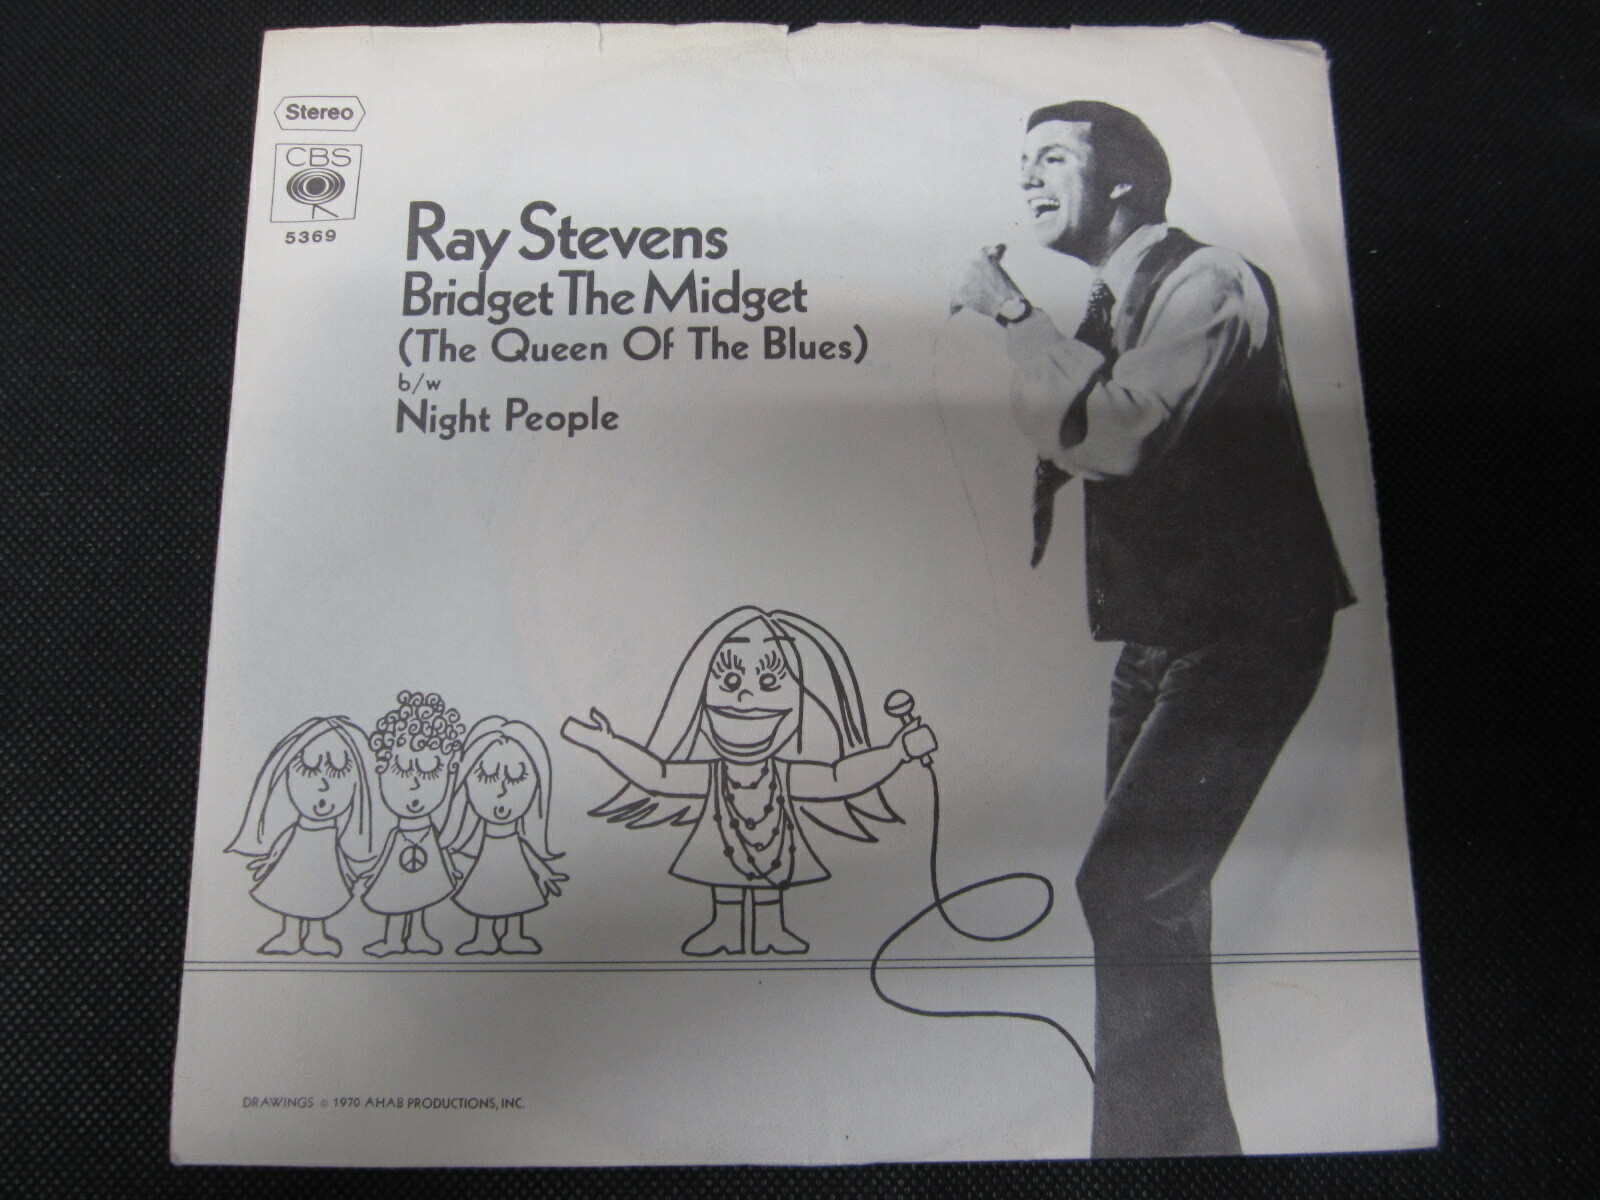 Stereo
CBS
5369
Ray Stevens
Bridget The Midget
(The Queen Of The Blues)
b/w
Night People
DRAWINGS © 1970 AHAB PRODUCTIONS, INC.